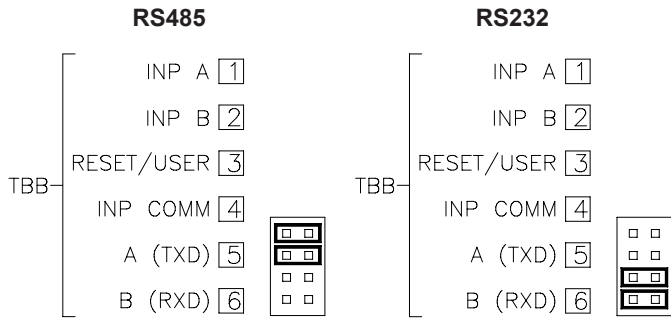 RS485
INP A 1
INP B 2
RESET/USER 3
TBB
INP COMM 4
A (TXD) 5
B (RXD) 6
RS232
INP A 1
INP B 2
RESET/USER 3
TBB
INP COMM 4
A (TXD) 5
B (RXD) 6